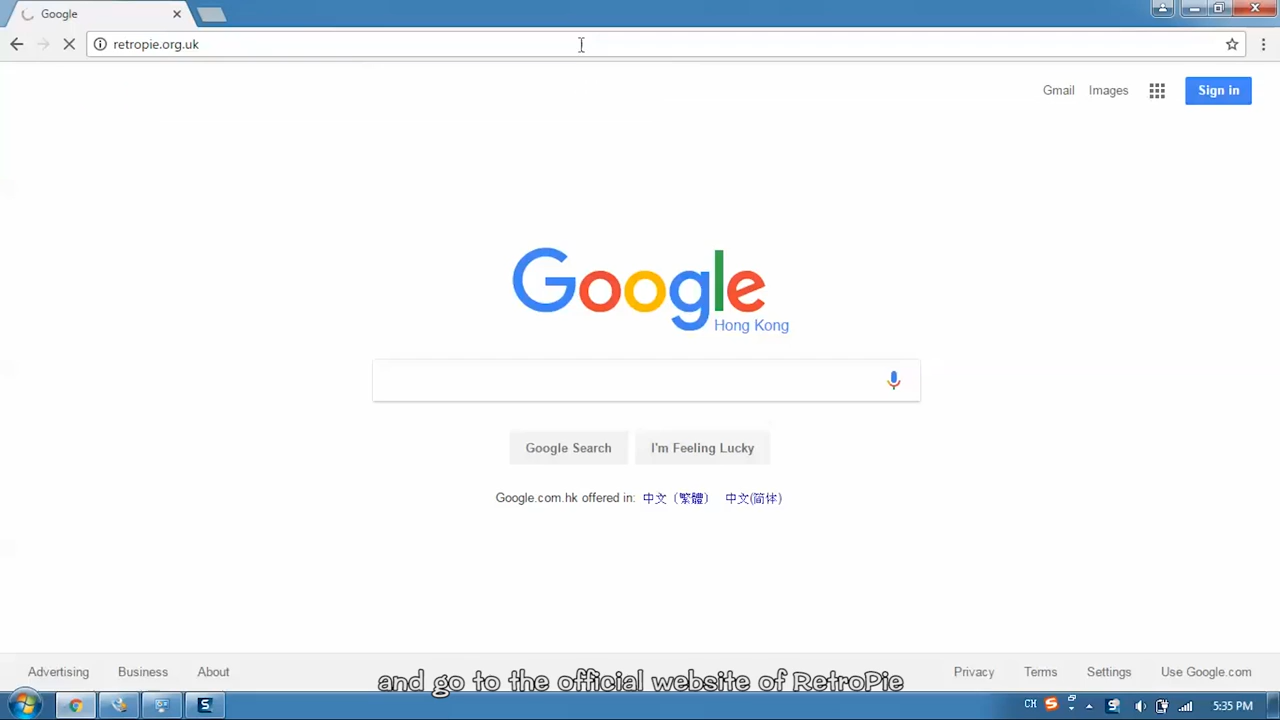 Google
retropie.org.uk
Gmail Images Sign in
Google
Hong Kong
Google Search I'm Feeling Lucky
Google.com.hk offered in: 中文（繁體） 中文(简体)
Advertising Business About Privacy Terms Settings Use Google.com
and go to the official website of RetroPie
CH 5:35 PM